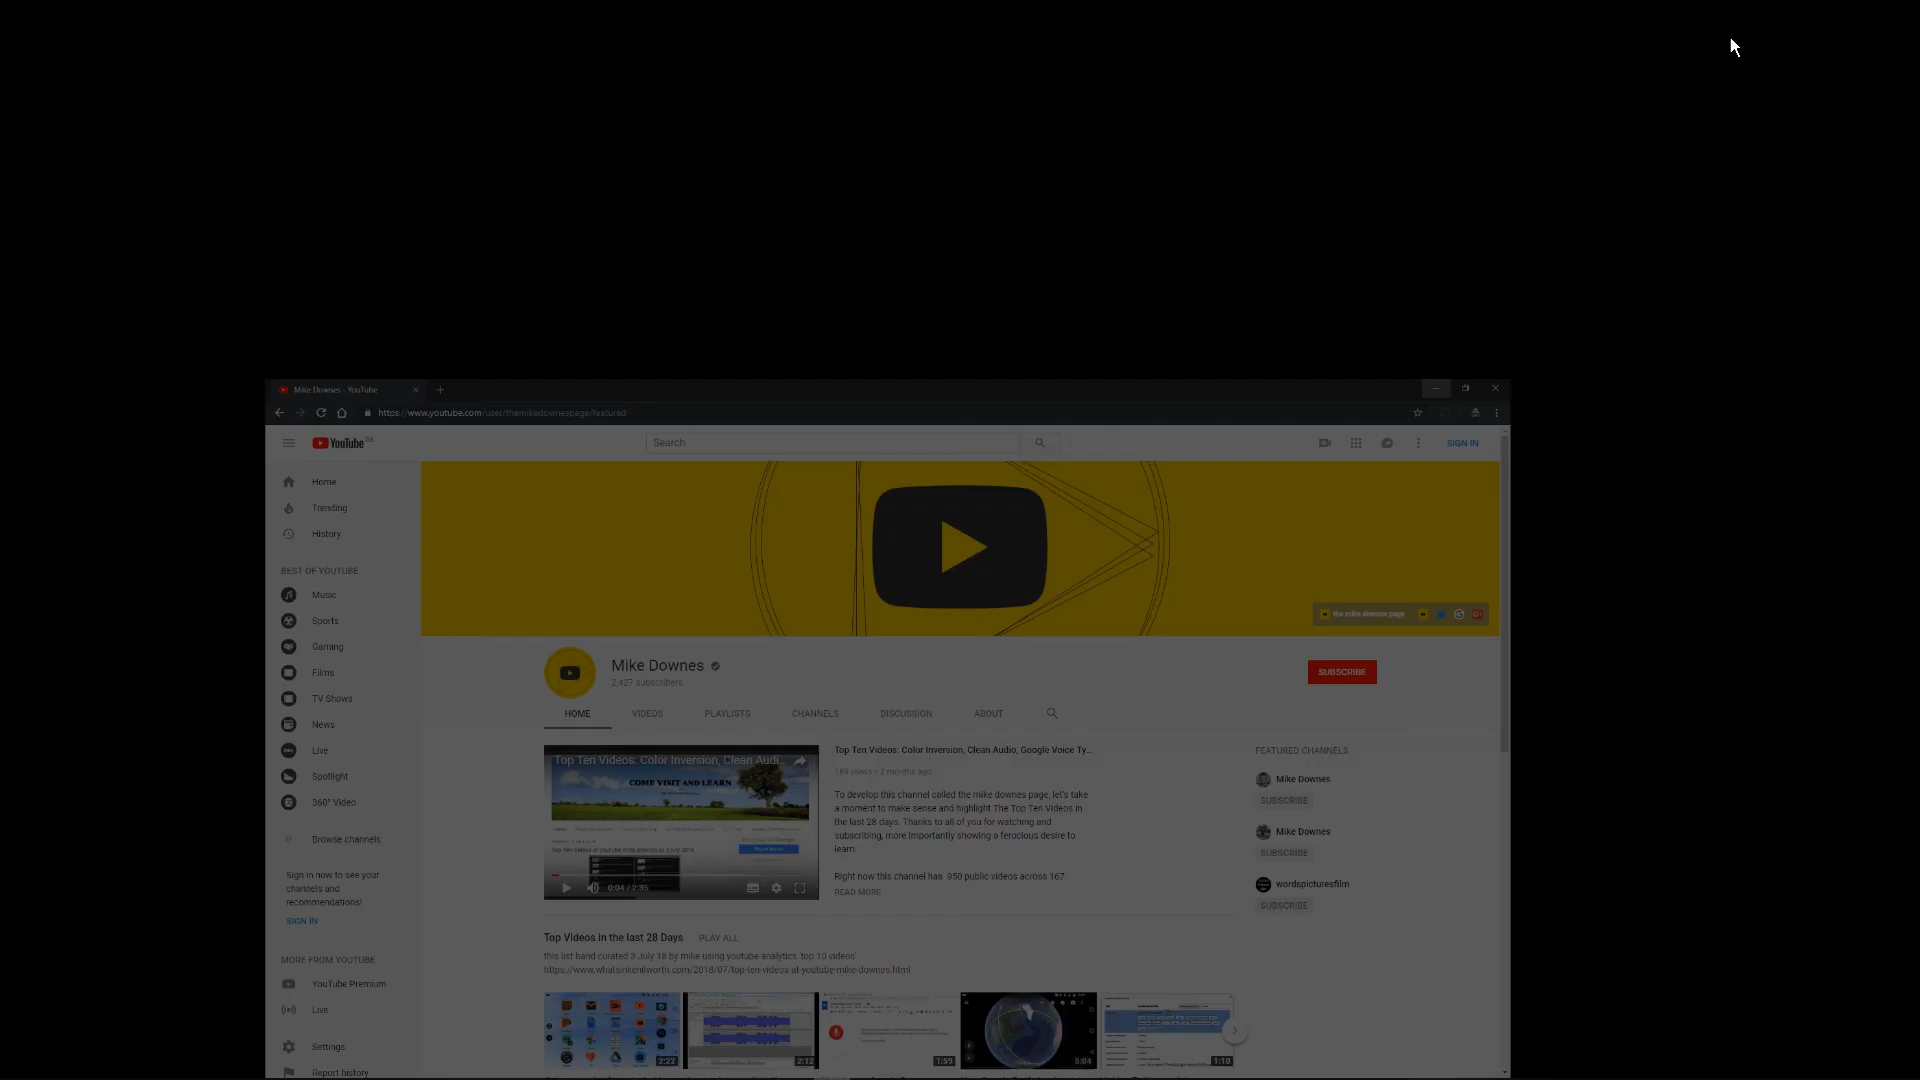 Mike Downes - YouTube
https://www.youtube.com/user/themikedownespage/featured
YouTube
Search
SIGN IN
Home
Trending
History
BEST OF YOUTUBE
Music
Sports
Gaming
Films
TV Shows
News
Live
Spotlight
360° Video
Browse channels
Sign in now to see your
channels and
recommendations!
SIGN IN
MORE FROM YOUTUBE
YouTube Premium
Live
Settings
Report history
the mike downes page
Mike Downes
2,427 subscribers
SUBSCRIBE
HOME VIDEOS PLAYLISTS CHANNELS DISCUSSION ABOUT
Top Ten Videos: Color Inversion, Clean Audi...
COME VISIT AND LEARN
0:04 / 2:35
Top Ten Videos: Color Inversion, Clean Audio, Google Voice Ty...
189 views • 2 months ago
To develop this channel called the mike downes page, let's take
a moment to make sense and highlight The Top Ten Videos in
the last 28 days. Thanks to all of you for watching and
subscribing, more importantly showing a ferocious desire to
learn.
Right now this channel has 950 public videos across 167
READ MORE
FEATURED CHANNELS
Mike Downes
SUBSCRIBE
Mike Downes
SUBSCRIBE
wordspicturesfilm
SUBSCRIBE
Top Videos in the last 28 Days PLAY ALL
this list hand curated 3 July 18 by mike using youtube analytics 'top 10 videos'
https://www.whatsinkenilworth.com/2018/07/top-ten-videos-at-youtube-mike-downes.html
2:22
2:12
1:59
5:04
1:10